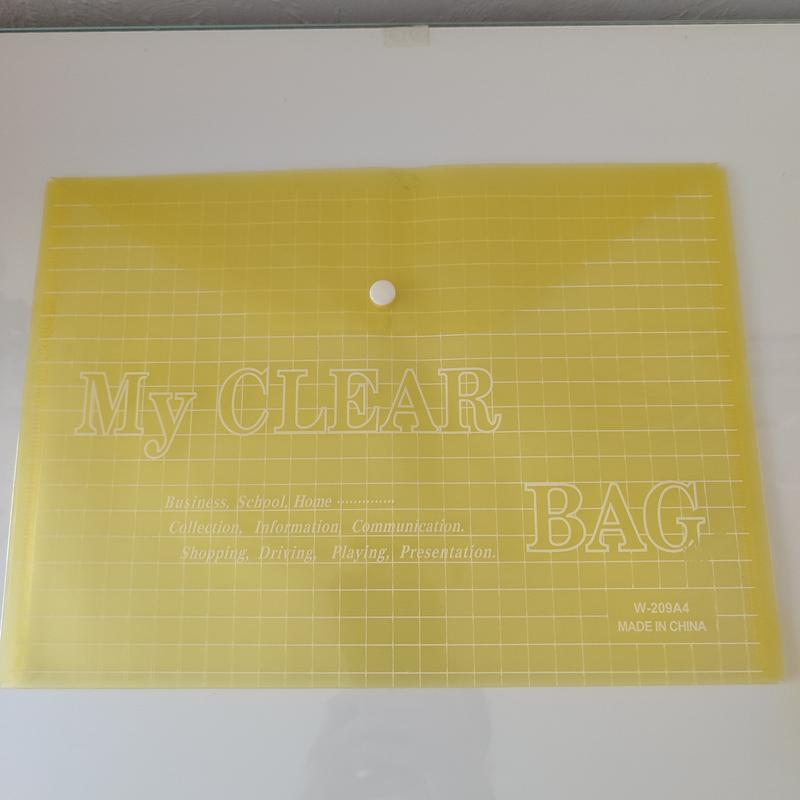 My CLEAR
BAG
Business, School, Home ··············
Collection, Information, Communication.
Shopping, Driving, Playing, Presentation.
W-209A4
MADE IN CHINA